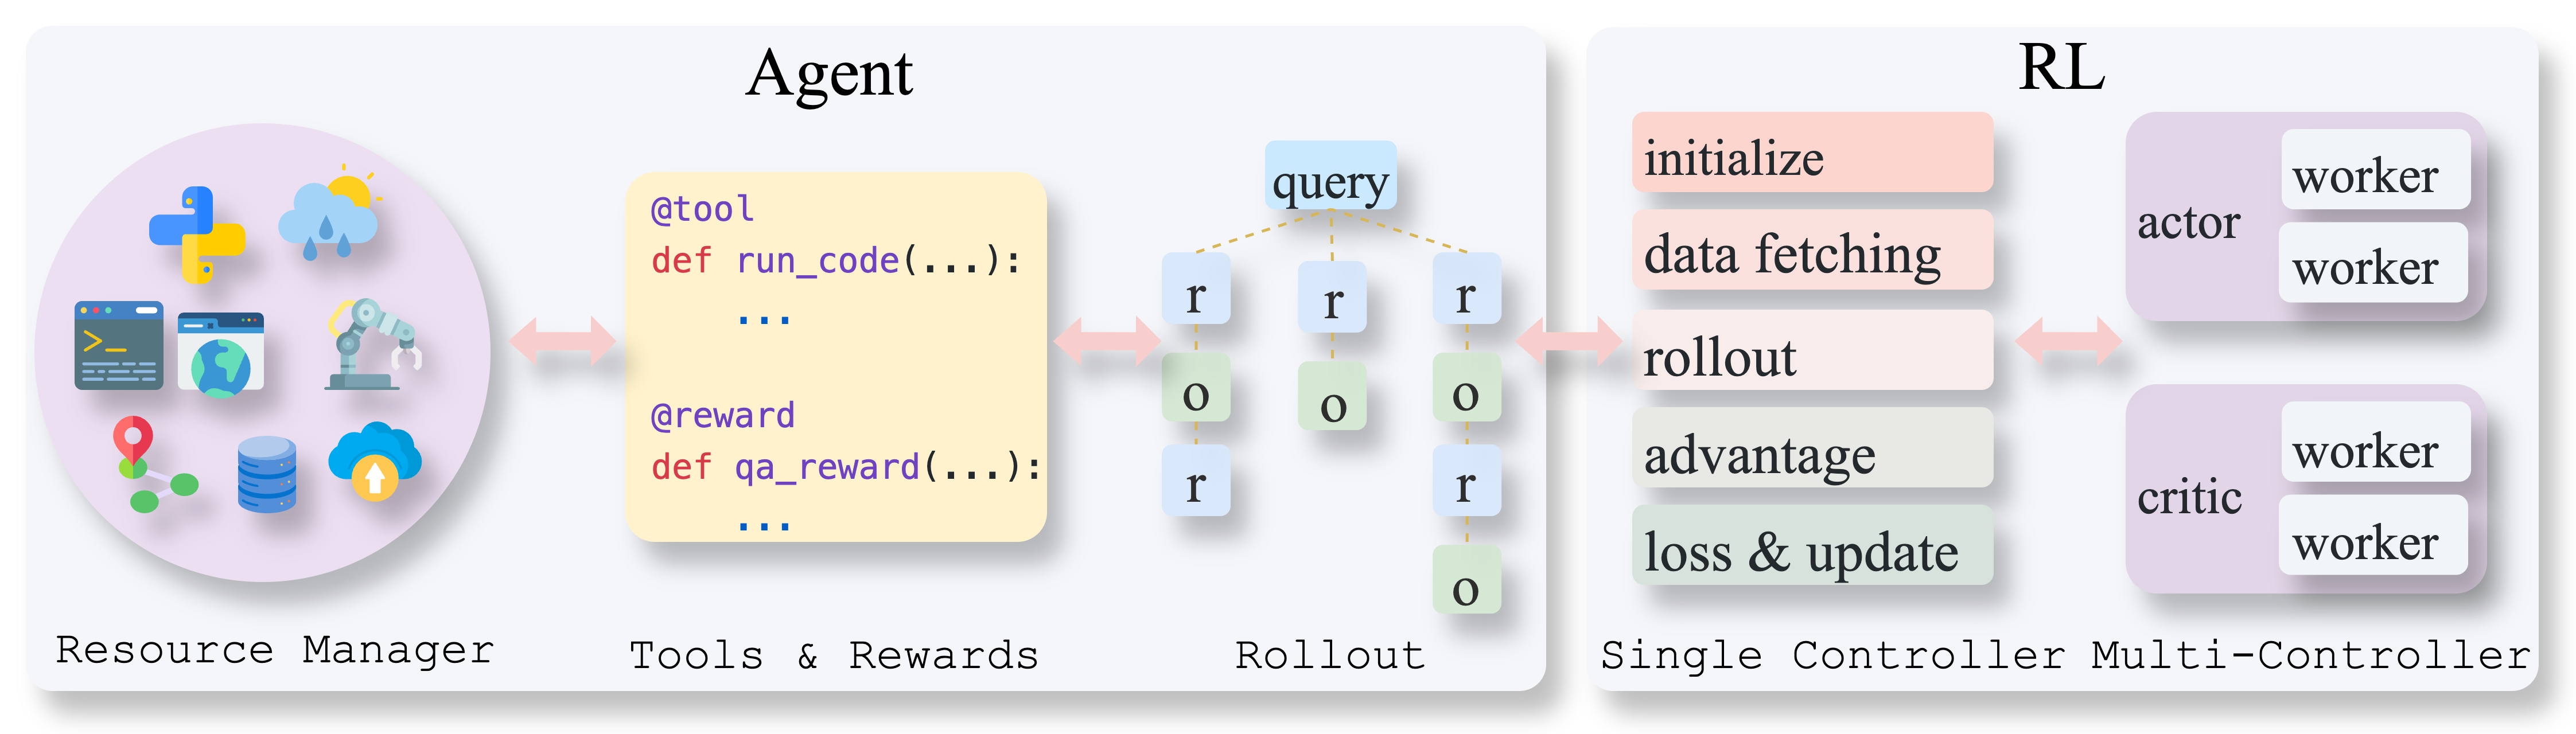 Agent
@tool
def run_code(...):
...
@reward
def qa_reward(...):
...
query
r
r
r
o
o
o
r
r
o
Resource Manager
Tools & Rewards
Rollout
RL
initialize
data fetching
rollout
advantage
loss & update
actor
worker
worker
critic
worker
worker
Single Controller
Multi-Controller